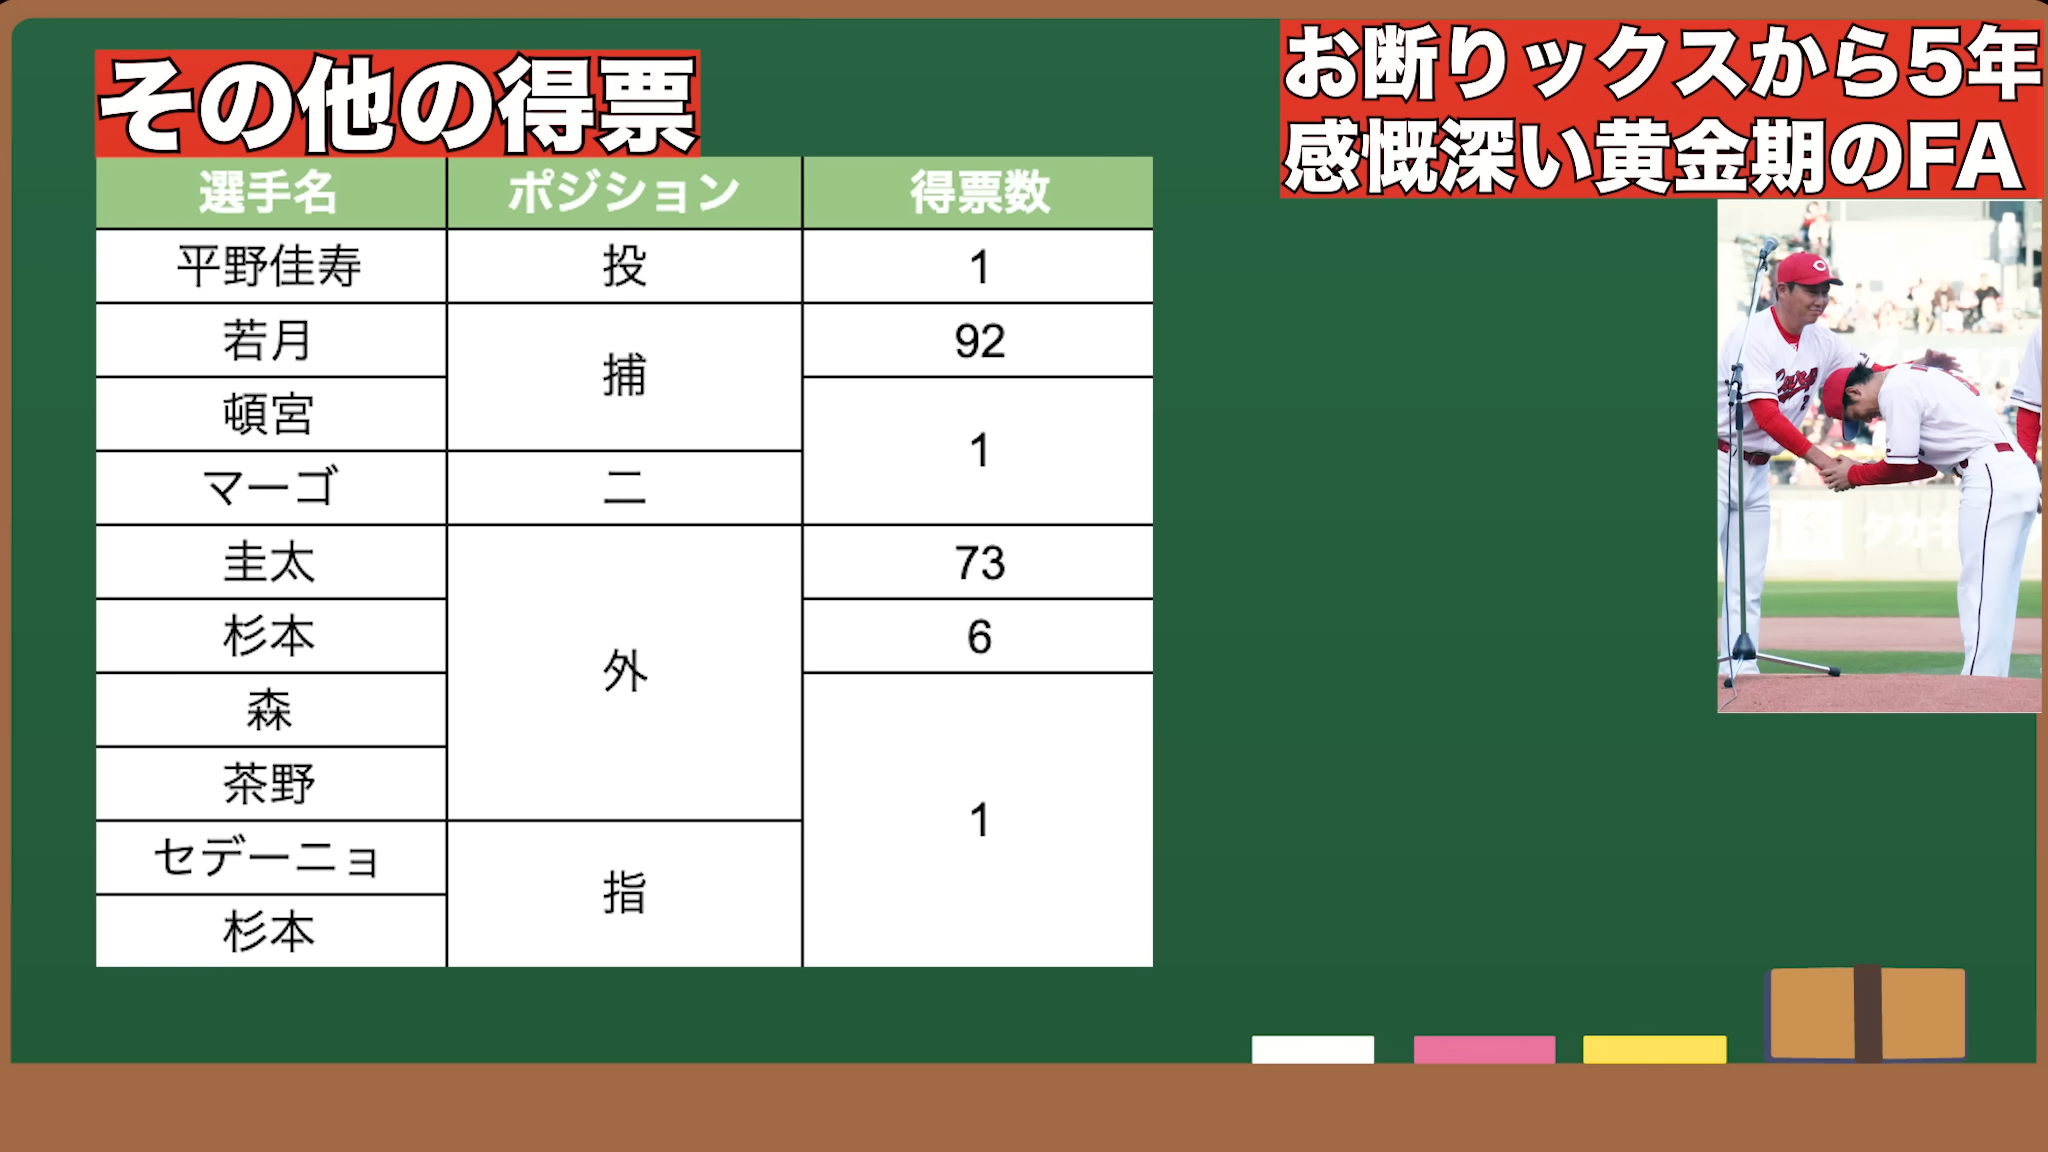 その他の得票
お断りックスから5年
感慨深い黄金期のFA
選手名 ポジション 得票数
平野佳寿 投 1
若月 捕 92
頓宮 1
マーゴ 二
圭太 外 73
杉本 6
森 1
茶野
セデーニョ 指
杉本
C
Carp